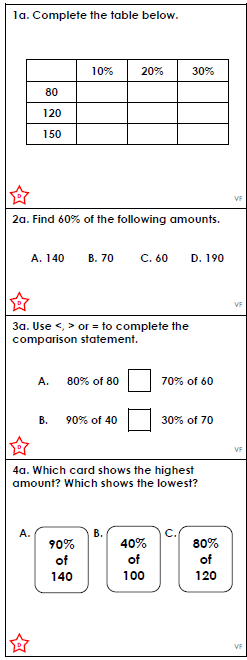 1a. Complete the table below.
10% 20% 30%
80
120
150
D
VF
2a. Find 60% of the following amounts.
A. 140 B. 70 C. 60 D. 190
D
VF
3a. Use <, > or = to complete the
comparison statement.
A. 80% of 80 70% of 60
B. 90% of 40 30% of 70
D
VF
4a. Which card shows the highest
amount? Which shows the lowest?
A. 90% of 140
B. 40% of 100
C. 80% of 120
D
VF